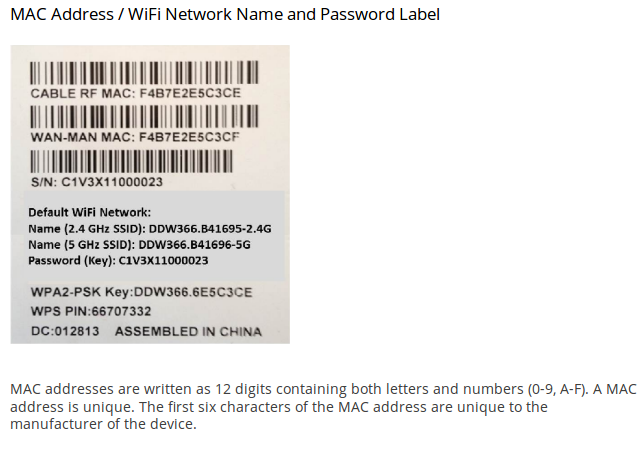 MAC Address / WiFi Network Name and Password Label
CABLE RF MAC: F4B7E2E5C3CE
WAN-MAN MAC: F4B7E2E5C3CF
S/N: C1V3X11000023
Default WiFi Network:
Name (2.4 GHz SSID): DDW366.B41695-2.4G
Name (5 GHz SSID): DDW366.B41696-5G
Password (Key): C1V3X11000023
WPA2-PSK Key:DDW366.6E5C3CE
WPS PIN:66707332
DC:012813 ASSEMBLED IN CHINA
MAC addresses are written as 12 digits containing both letters and numbers (0-9, A-F). A MAC
address is unique. The first six characters of the MAC address are unique to the
manufacturer of the device.